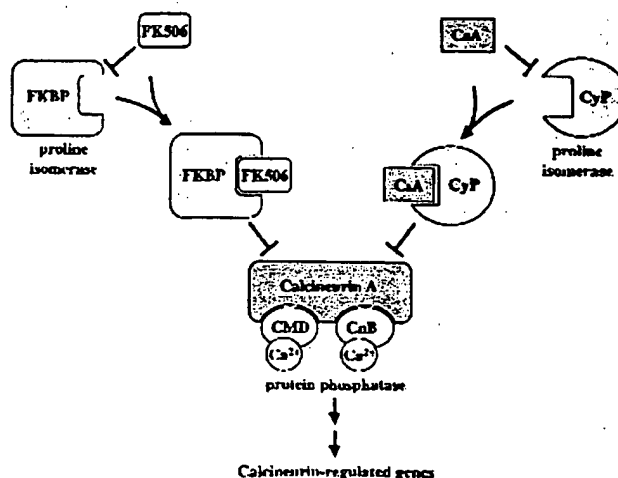 FK506
CsA
FKBP
CyP
proline
isomerase
proline
isomerase
FKBP
FK506
CsA
CyP
Calcineurin A
CMD
CnB
Ca2+
Ca2+
protein phosphatase
Calcineurin-regulated genes